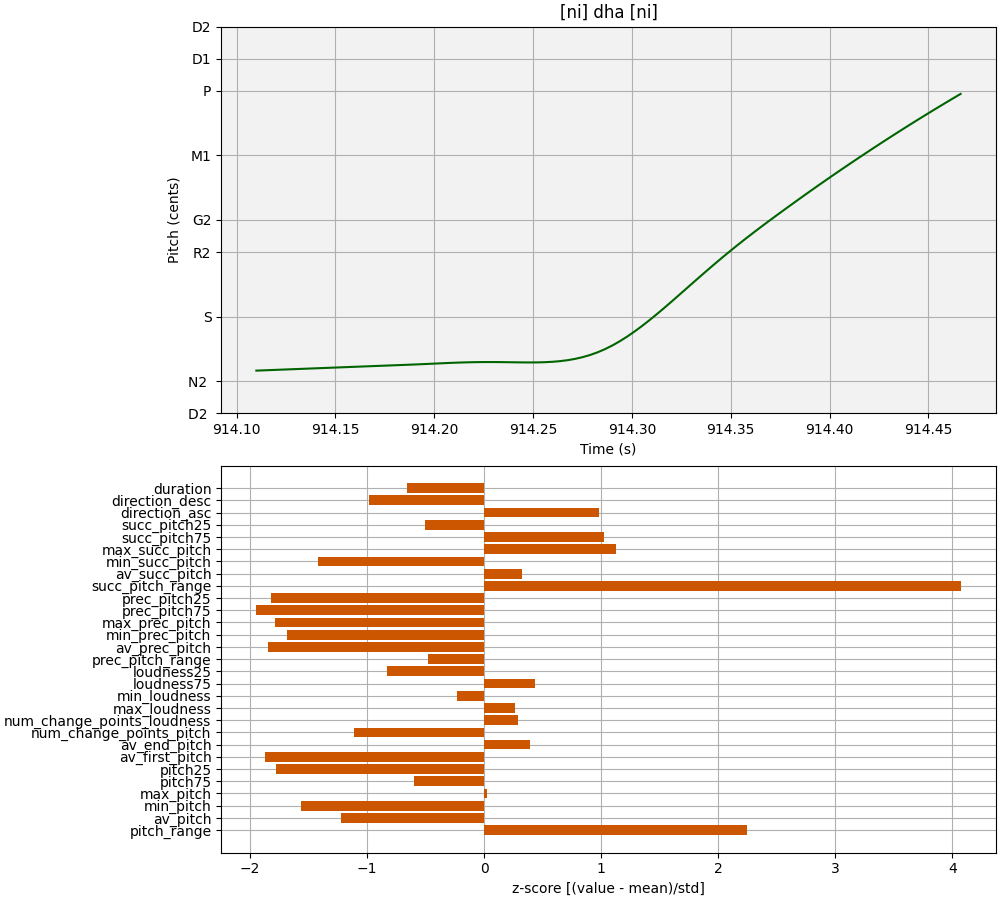 [ni] dha [ni]
D2
D1
P
M1
G2
R2
S
N2
D2
Pitch (cents)
914.10 914.15 914.20 914.25 914.30 914.35 914.40 914.45
Time (s)
duration
direction_desc
direction_asc
succ_pitch25
succ_pitch75
max_succ_pitch
min_succ_pitch
av_succ_pitch
succ_pitch_range
prec_pitch25
prec_pitch75
max_prec_pitch
min_prec_pitch
av_prec_pitch
prec_pitch_range
loudness25
loudness75
min_loudness
max_loudness
num_change_points_loudness
num_change_points_pitch
av_end_pitch
av_first_pitch
pitch25
pitch75
max_pitch
min_pitch
av_pitch
pitch_range
−2 −1 0 1 2 3 4
z-score [(value - mean)/std]